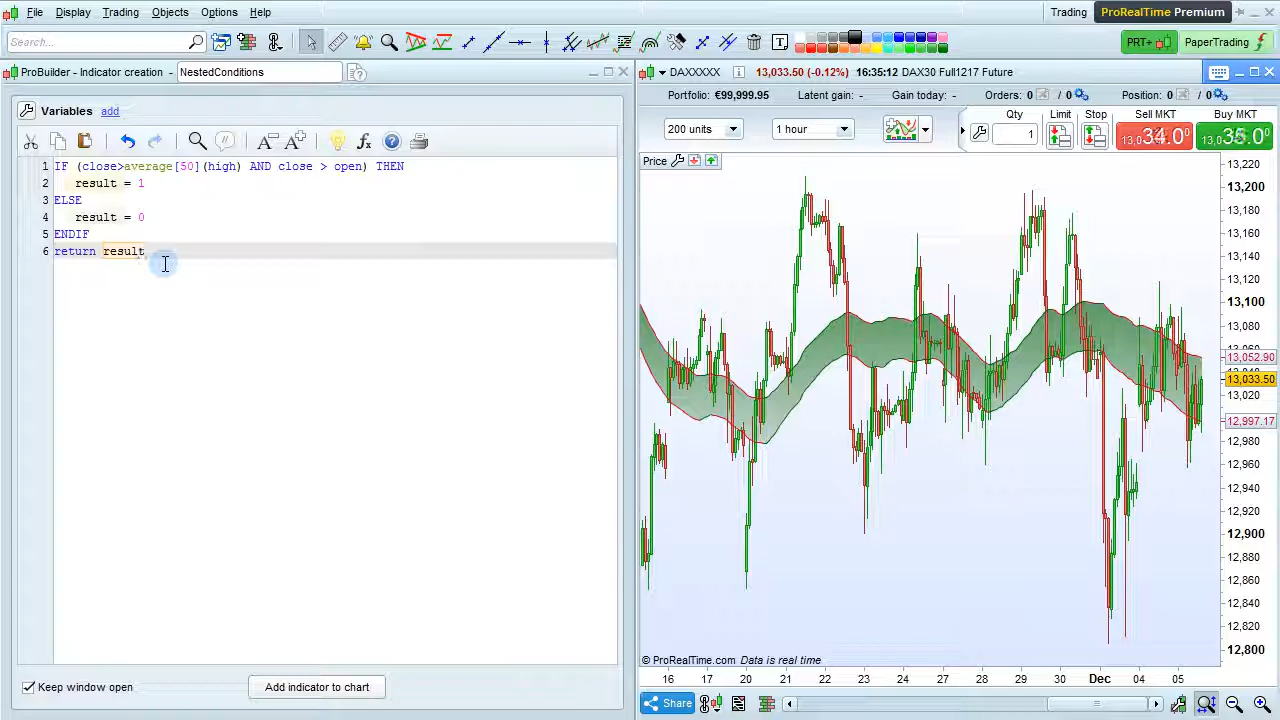 File Display Trading Objects Options Help
Trading ProRealTime Premium
Search...
T
PRT+ PaperTrading
ProBuilder - Indicator creation NestedConditions
DAXXXXX i 13,033.50 (-0.12%) 16:35:12 DAX30 Full1217 Future
Portfolio: €99,999.95 Latent gain: - Gain today: - Orders: 0 / 0 Position: 0 / 0
Variables add
Qty Limit Stop Sell MKT Buy MKT
200 units 1 hour
1
Price
1 IF (close>average[50](high) AND close > open) THEN
2 result = 1
3 ELSE
4 result = 0
5 ENDIF
6 return result
13,220
13,200
13,180
13,160
13,140
13,120
13,100
13,080
13,052.90
13,033.50
13,020
12,997.17
12,980
12,960
12,940
12,920
12,900
12,880
12,860
12,840
12,820
12,800
© ProRealTime.com Data is real time
16 17 20 21 22 23 24 27 28 29 30 Dec 04 05
Keep window open Add indicator to chart
Share